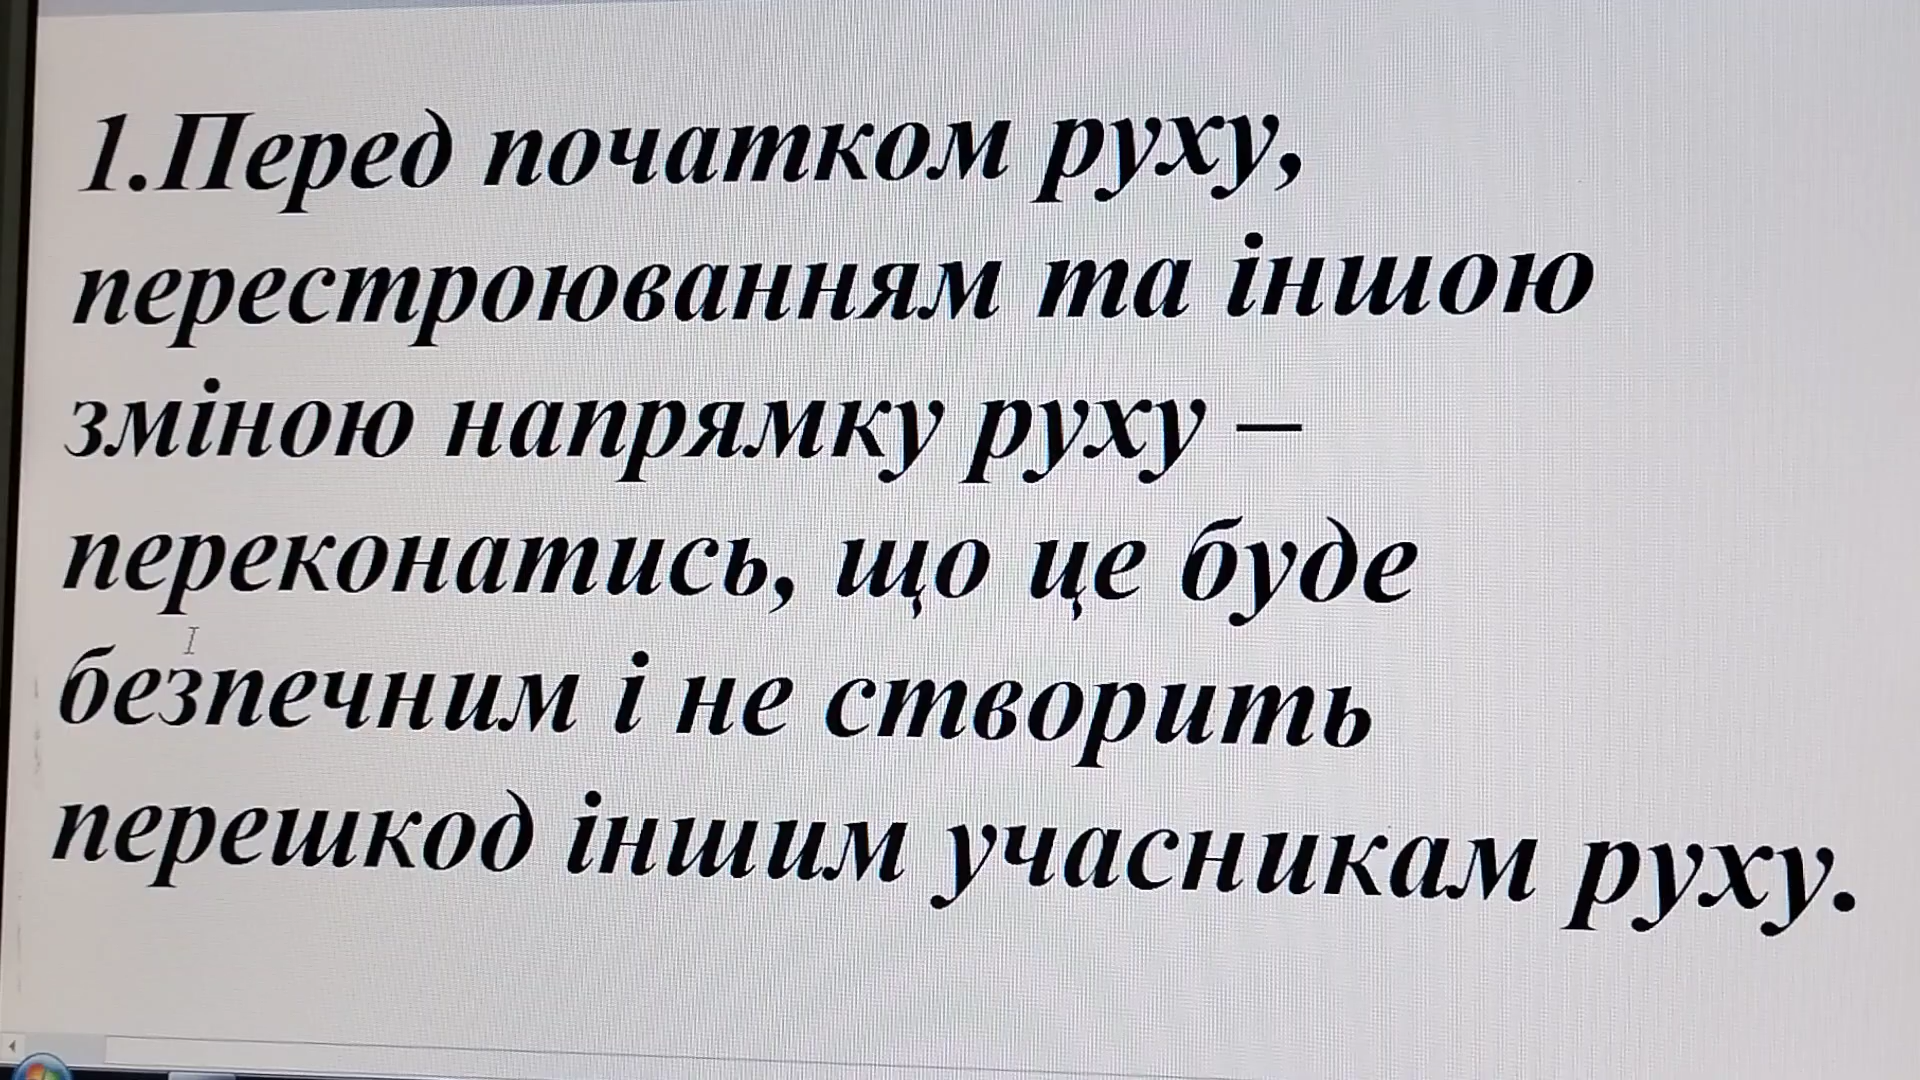 1.Перед початком руху,
перестроюванням та іншою
зміною напрямку руху –
переконатись, що це буде
безпечним і не створить
перешкод іншим учасникам руху.